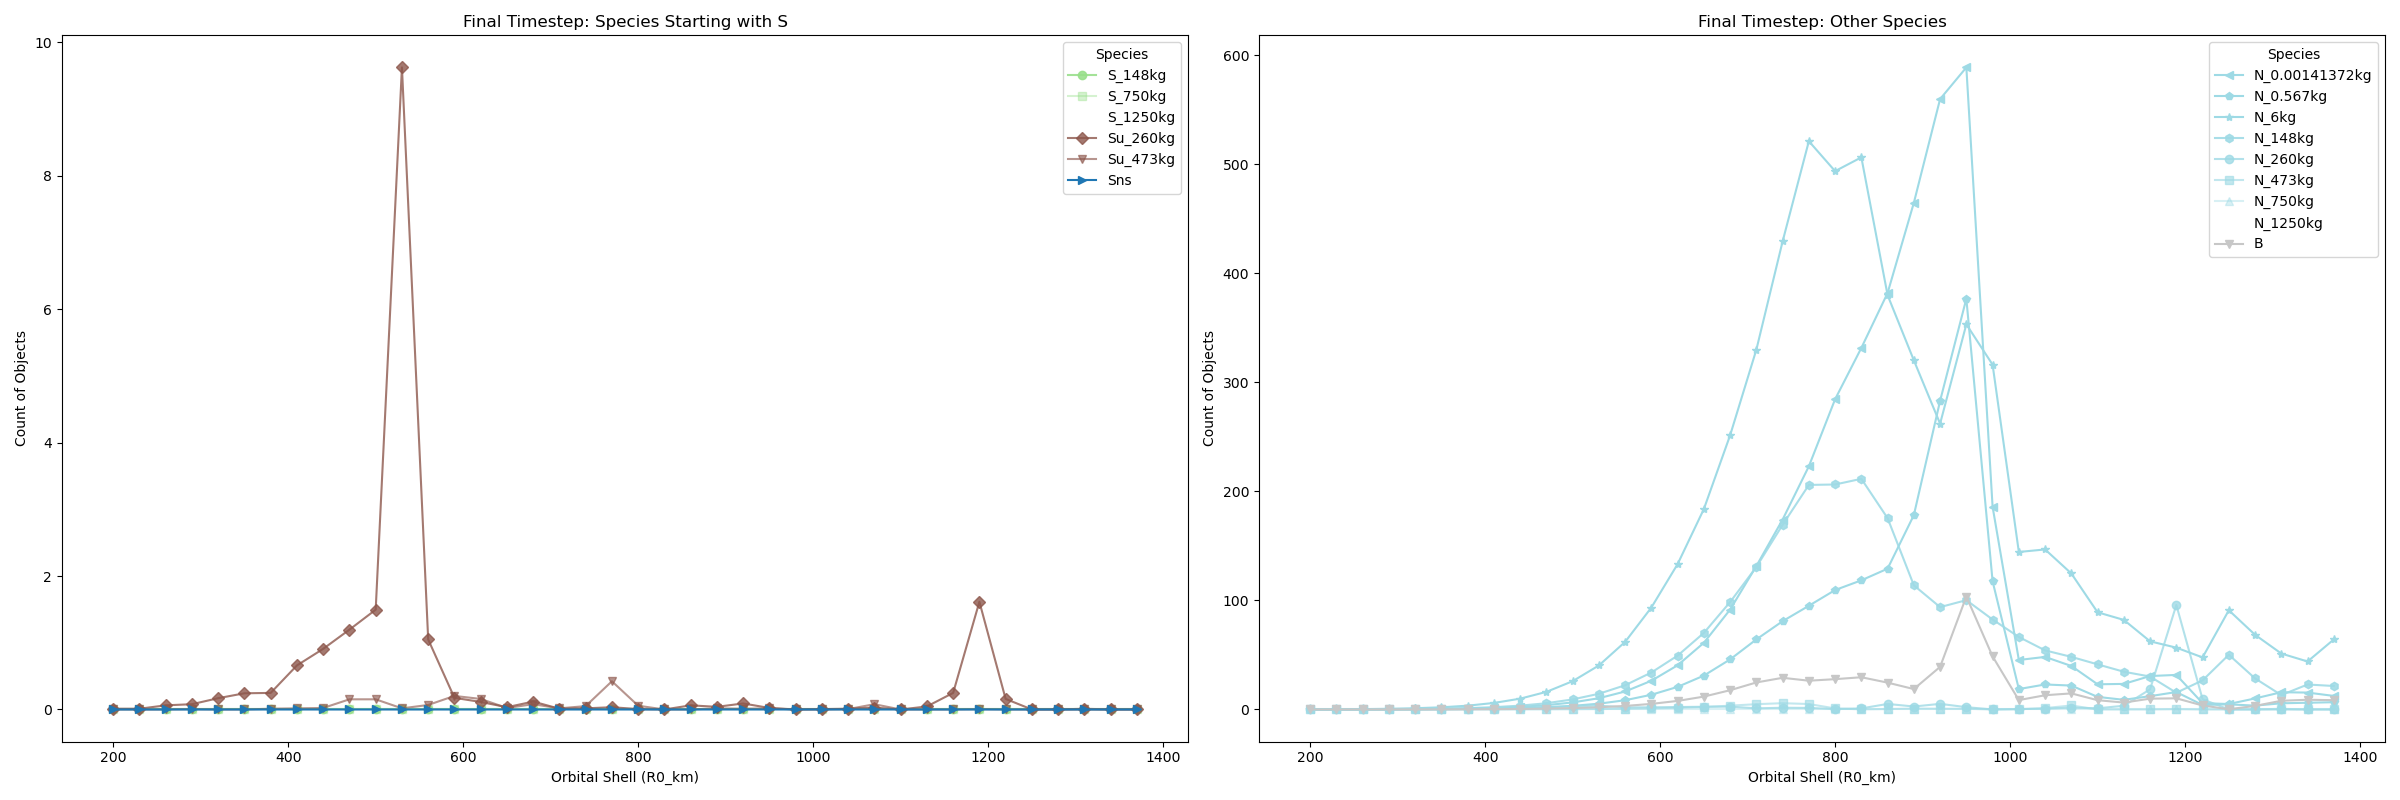 Final Timestep: Species Starting with S
Count of Objects
10
8
6
4
2
0
200 400 600 800 1000 1200 1400
Orbital Shell (R0_km)
Species
S_148kg
S_750kg
S_1250kg
Su_260kg
Su_473kg
Sns
Final Timestep: Other Species
Count of Objects
600
500
400
300
200
100
0
200 400 600 800 1000 1200 1400
Orbital Shell (R0_km)
Species
N_0.00141372kg
N_0.567kg
N_6kg
N_148kg
N_260kg
N_473kg
N_750kg
N_1250kg
B